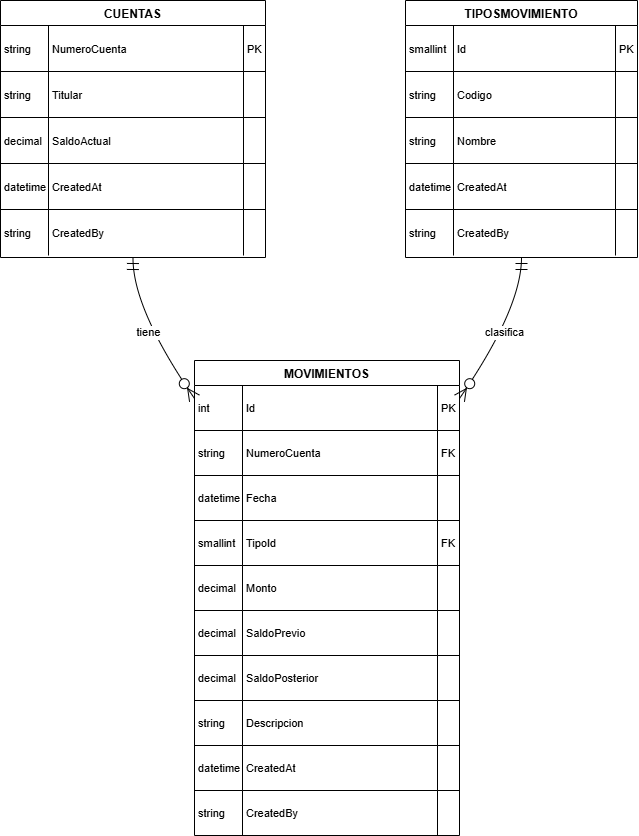 CUENTAS
string NumeroCuenta PK
string Titular
decimal SaldoActual
datetime CreatedAt
string CreatedBy
TIPOSMOVIMIENTO
smallint Id PK
string Codigo
string Nombre
datetime CreatedAt
string CreatedBy
tiene
clasifica
MOVIMIENTOS
int Id PK
string NumeroCuenta FK
datetime Fecha
smallint TipoId FK
decimal Monto
decimal SaldoPrevio
decimal SaldoPosterior
string Descripcion
datetime CreatedAt
string CreatedBy